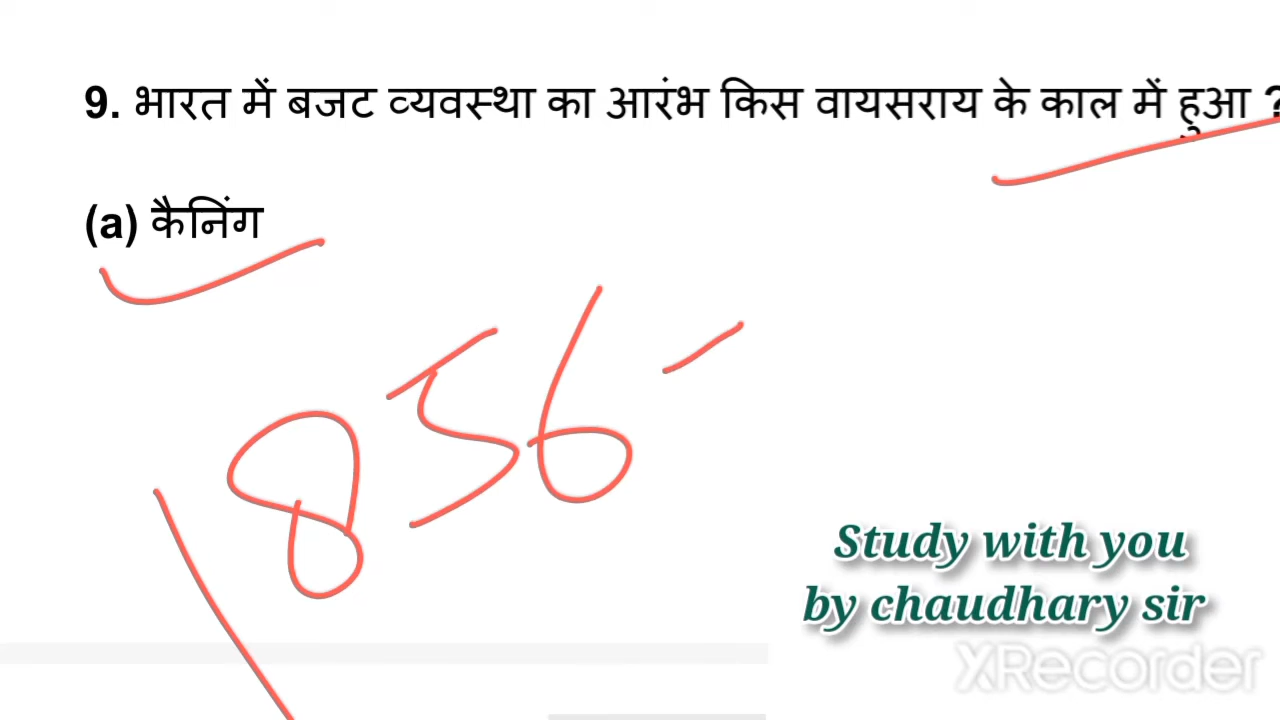 9. भारत में बजट व्यवस्था का आरंभ किस वायसराय के काल में हुआ ?
(a) कैनिंग
1856 -
Study with you
by chaudhary sir
XRecorder